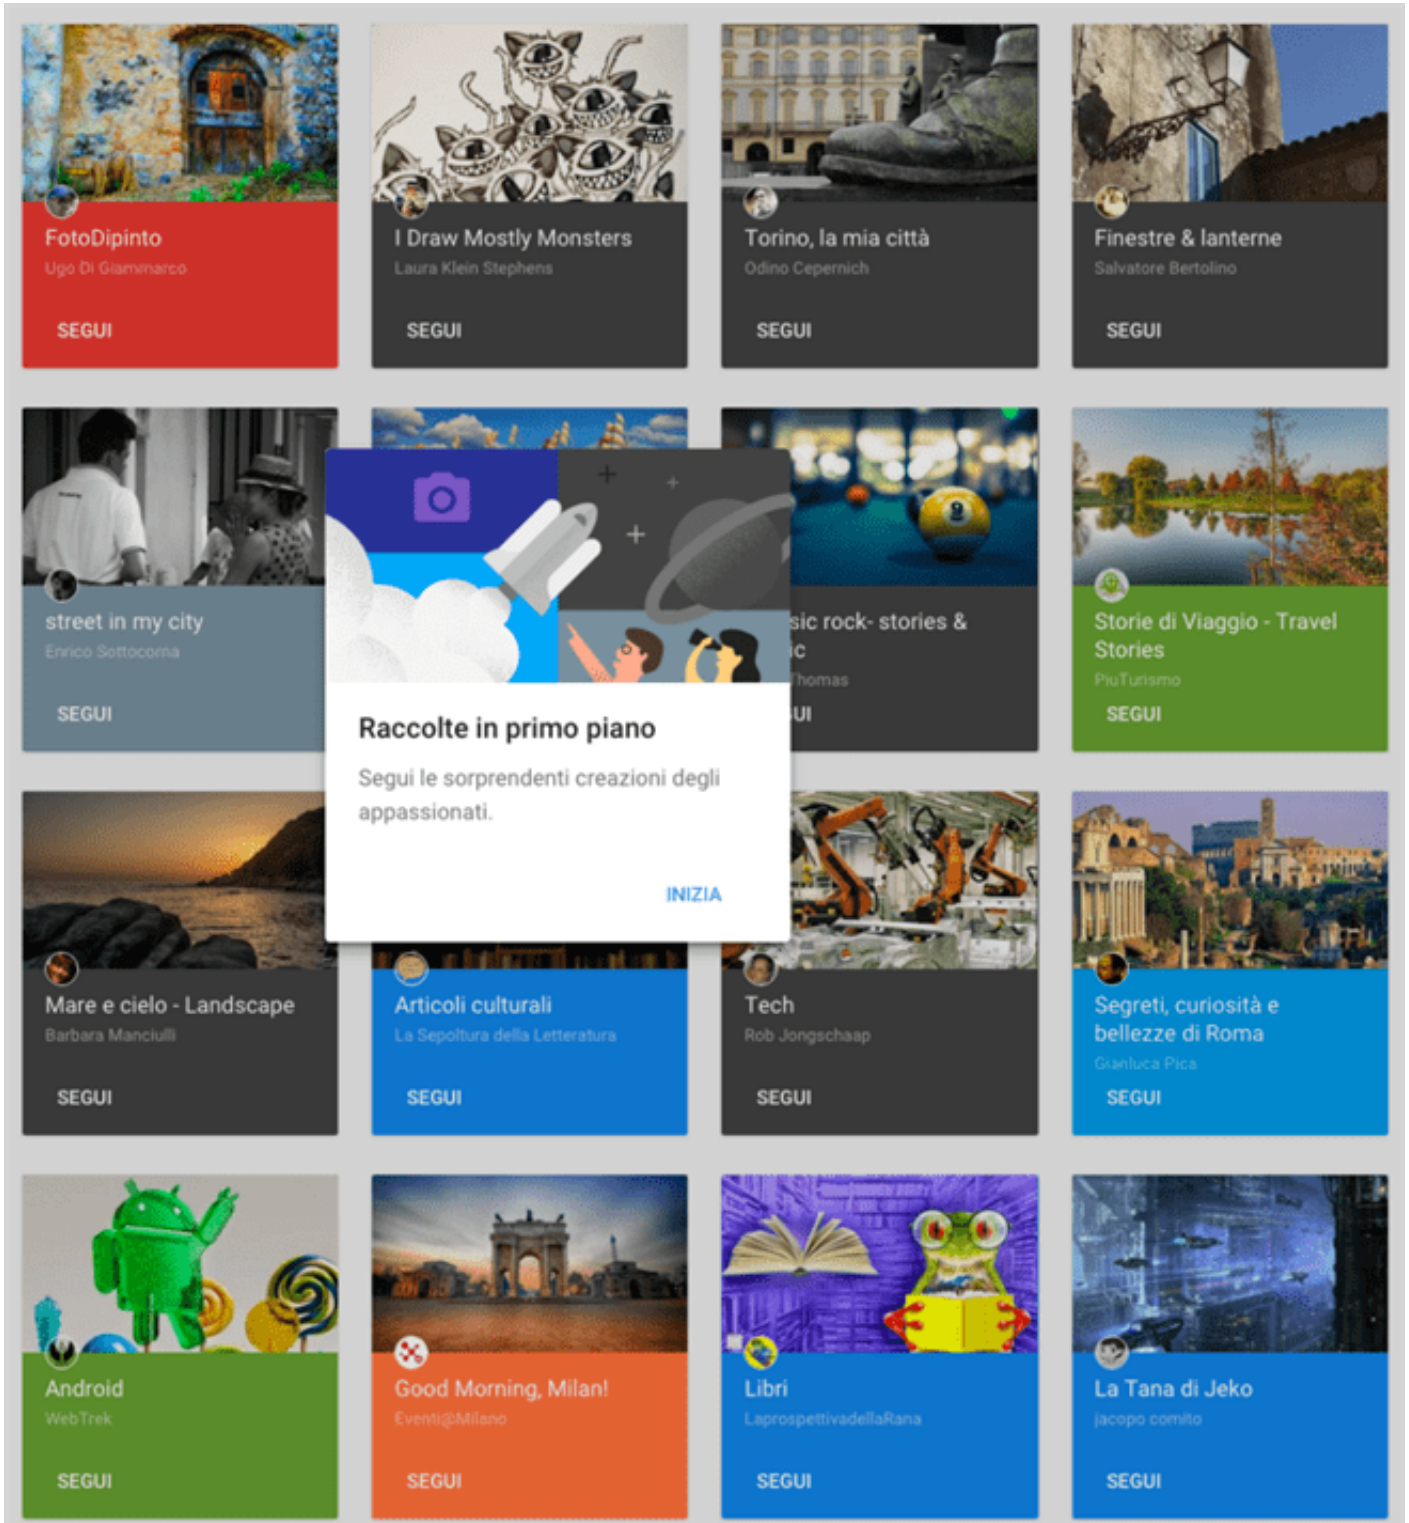 FotoDipinto
Ugo Di Giammarco
SEGUI
I Draw Mostly Monsters
Laura Klein Stephens
SEGUI
Torino, la mia città
Odino Cepernich
SEGUI
Finestre & lanterne
Salvatore Bertolino
SEGUI
street in my city
Enrico Sottocorna
SEGUI
9
sic rock- stories &
ic
Thomas
UI
Storie di Viaggio - Travel
Stories
PiuTurismo
SEGUI
Raccolte in primo piano
Segui le sorprendenti creazioni degli
appassionati.
INIZIA
Mare e cielo - Landscape
Barbara Manciulli
SEGUI
Articoli culturali
La Sepoltura della Letteratura
SEGUI
Tech
Rob Jongschaap
SEGUI
Segreti, curiosità e
bellezze di Roma
Gianluca Pica
SEGUI
Android
WebTrek
SEGUI
Good Morning, Milan!
Eventi@Milano
SEGUI
Libri
LaprospettivadellaRana
SEGUI
La Tana di Jeko
jacopo comito
SEGUI